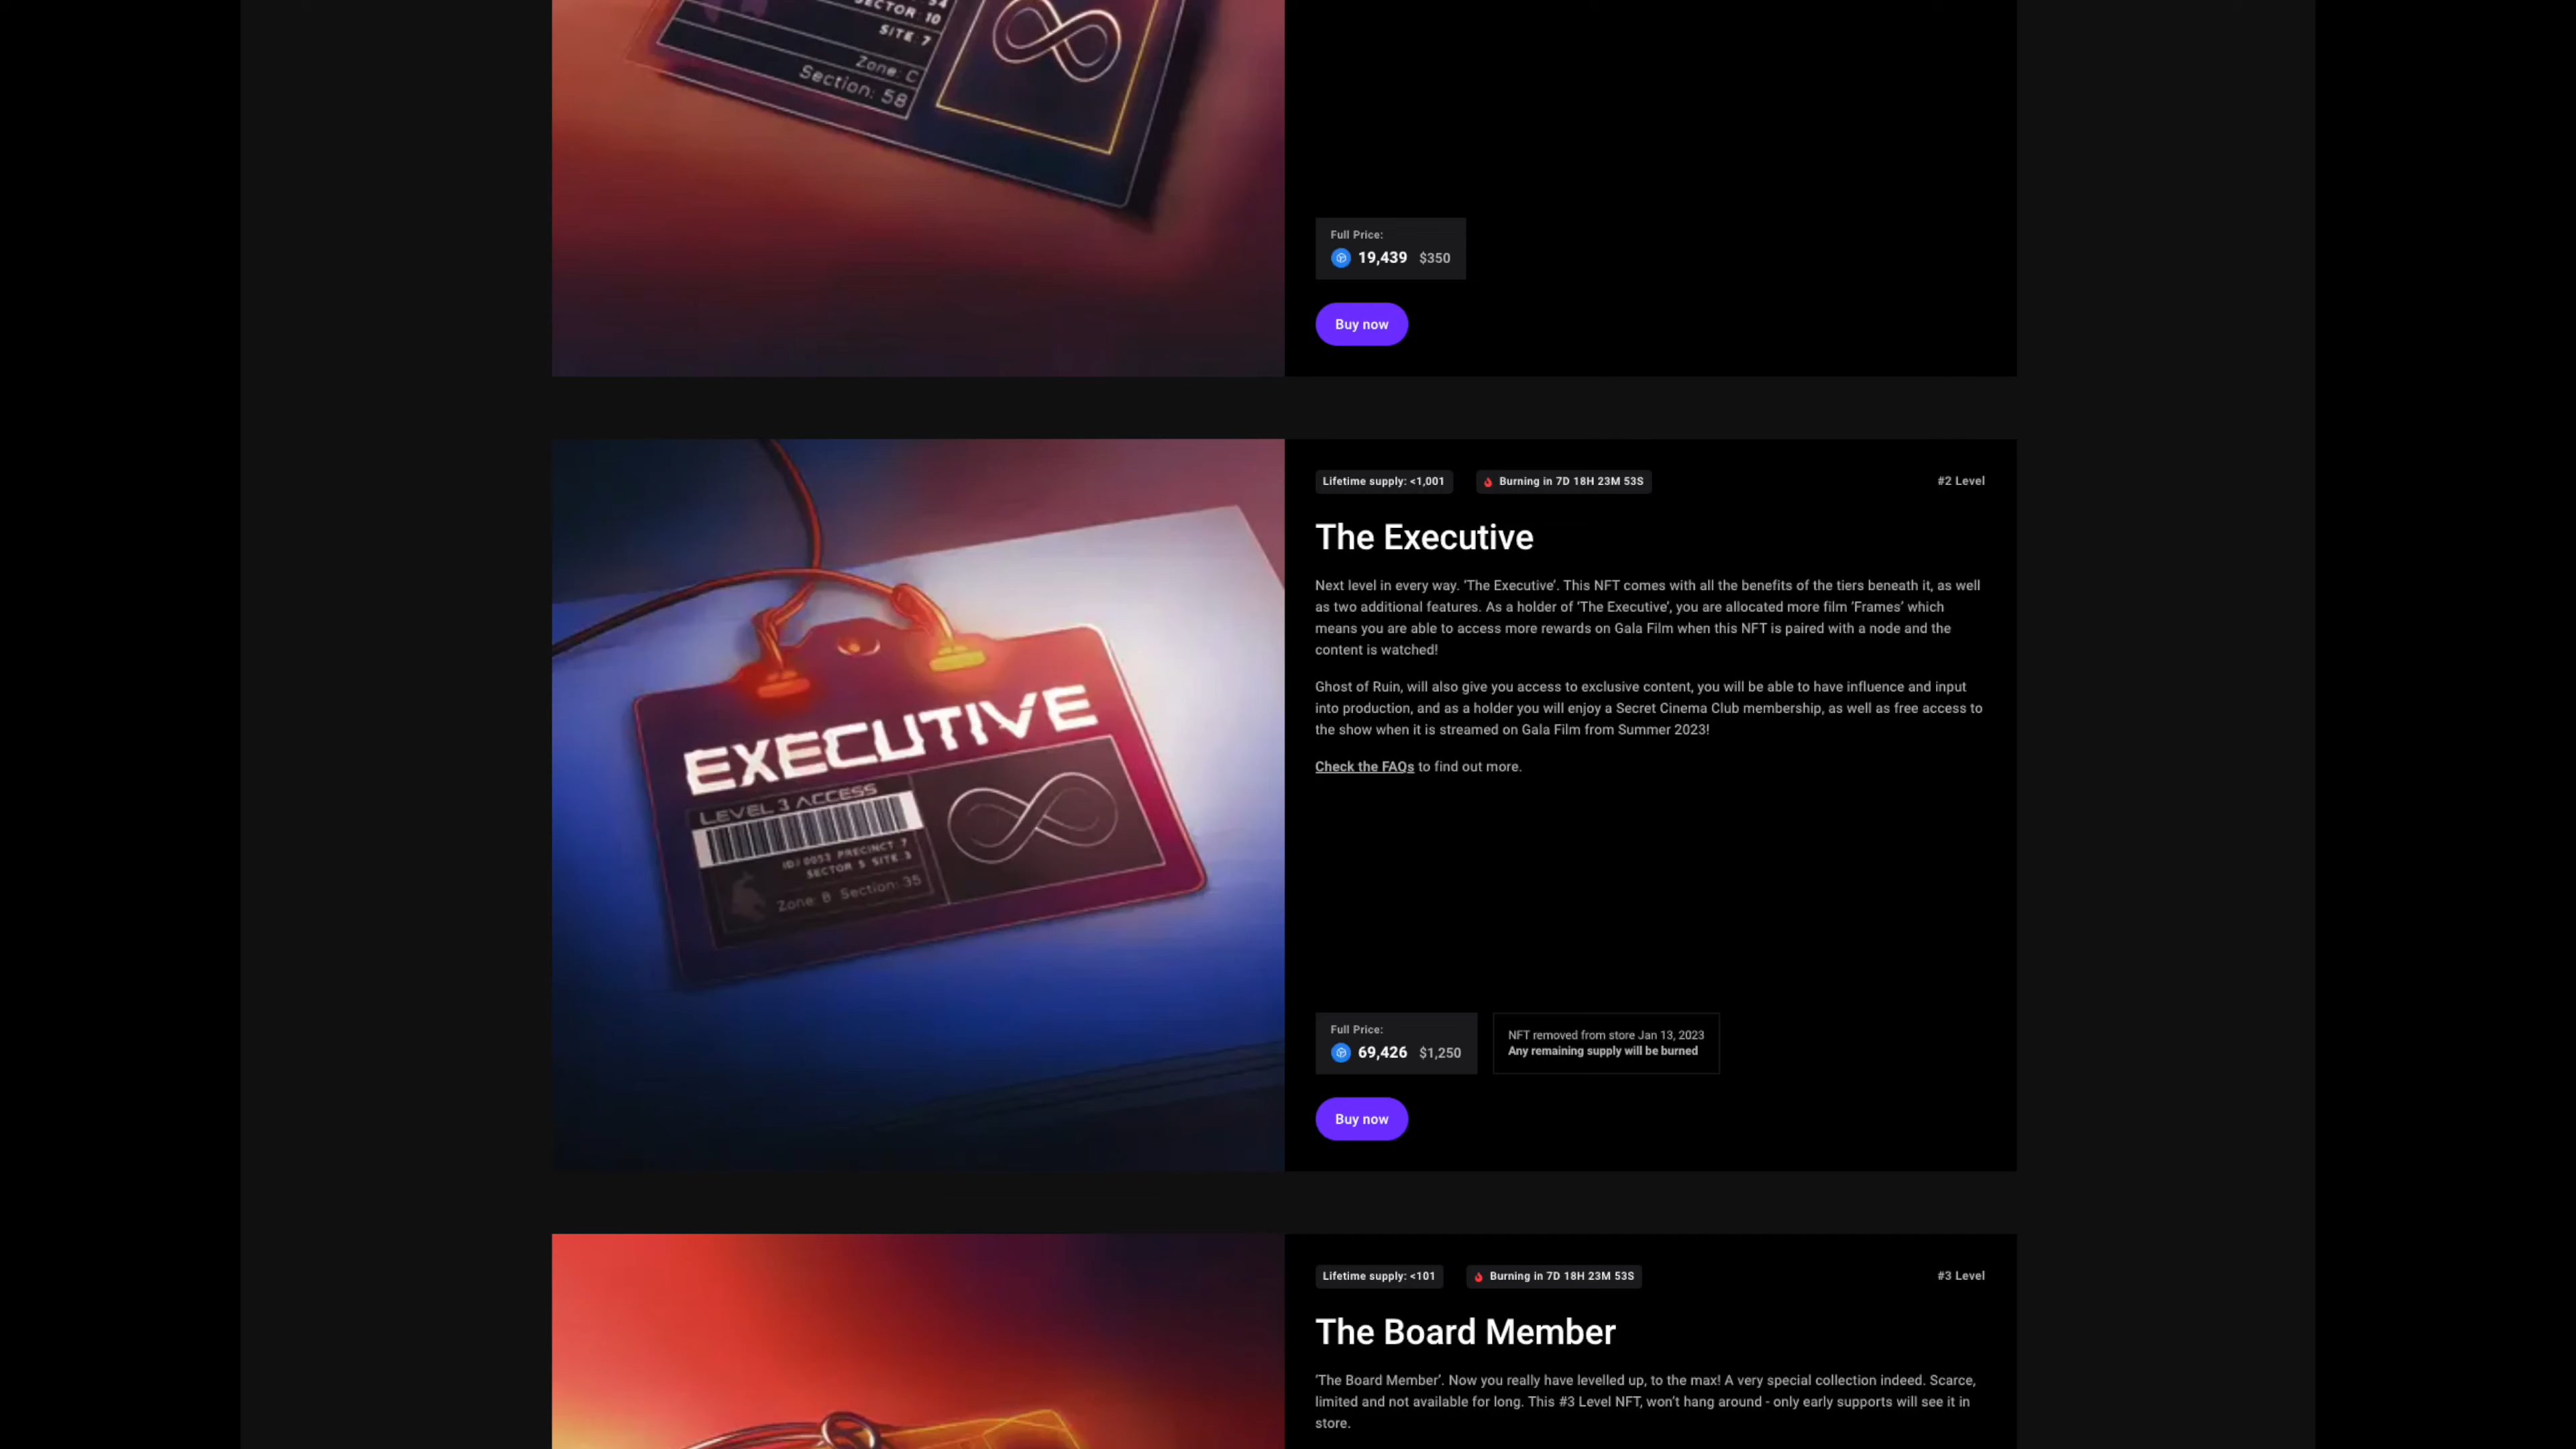 SECTOR: 10
SITE: 7
Zone: C
Section: 58
Full Price:
19,439 $350
Buy now
Lifetime supply: <1,001
Burning in 7D 18H 23M 53S
#2 Level
The Executive
Next level in every way. ‘The Executive’. This NFT comes with all the benefits of the tiers beneath it, as well
as two additional features. As a holder of ‘The Executive’, you are allocated more film ‘Frames’ which
means you are able to access more rewards on Gala Film when this NFT is paired with a node and the
content is watched!
Ghost of Ruin, will also give you access to exclusive content, you will be able to have influence and input
into production, and as a holder you will enjoy a Secret Cinema Club membership, as well as free access to
the show when it is streamed on Gala Film from Summer 2023!
Check the FAQs to find out more.
EXECUTIVE
LEVEL 3 ACCESS
ID: 0053 PRECINCT 7
SECTOR 5 SITE 3
Zone: B Section: 35
Full Price:
69,426 $1,250
NFT removed from store Jan 13, 2023
Any remaining supply will be burned
Buy now
Lifetime supply: <101
Burning in 7D 18H 23M 53S
#3 Level
The Board Member
‘The Board Member’. Now you really have levelled up, to the max! A very special collection indeed. Scarce,
limited and not available for long. This #3 Level NFT, won’t hang around - only early supports will see it in
store.